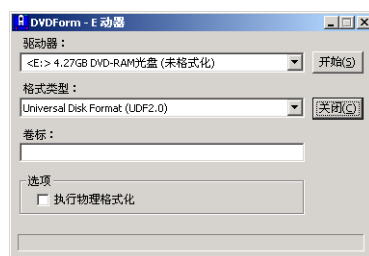 DVDForm - E 动器
驱动器：
<E:> 4.27GB DVD-RAM光盘 (未格式化)
开始(S)
格式类型：
Universal Disk Format (UDF2.0)
关闭(C)
卷标：
选项
执行物理格式化